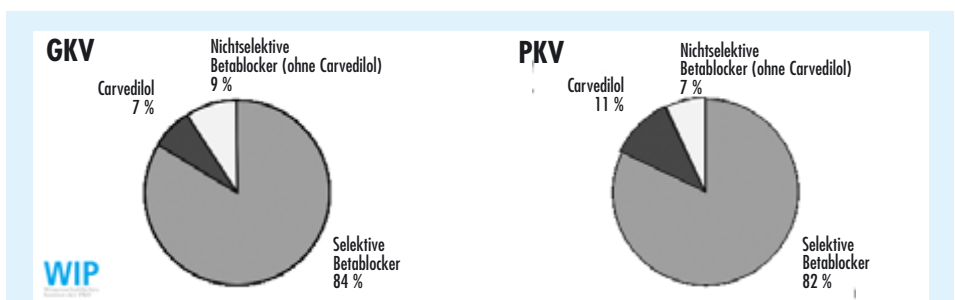 GKV
Nichtselektive
Betablocker (ohne Carvedilol)
9 %
Carvedilol
7 %
Selektive
Betablocker
84 %
PKV
Nichtselektive
Betablocker (ohne Carvedilol)
7 %
Carvedilol
11 %
Selektive
Betablocker
82 %
WIP